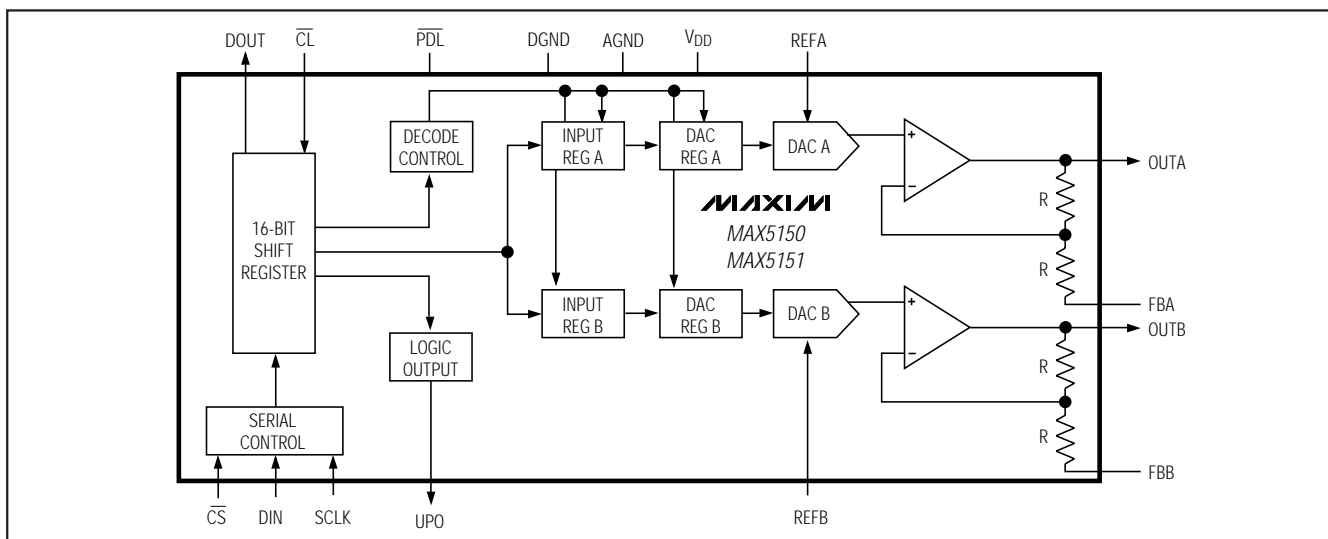 DOUT
CL
PDL
DGND
AGND
VDD
REFA
DECODE
CONTROL
INPUT
REG A
DAC
REG A
DAC A
+
−
OUTA
R
R
FBA
16-BIT
SHIFT
REGISTER
MAXIM
MAX5150
MAX5151
INPUT
REG B
DAC
REG B
DAC B
+
−
OUTB
R
R
FBB
LOGIC
OUTPUT
SERIAL
CONTROL
CS
DIN
SCLK
UPO
REFB